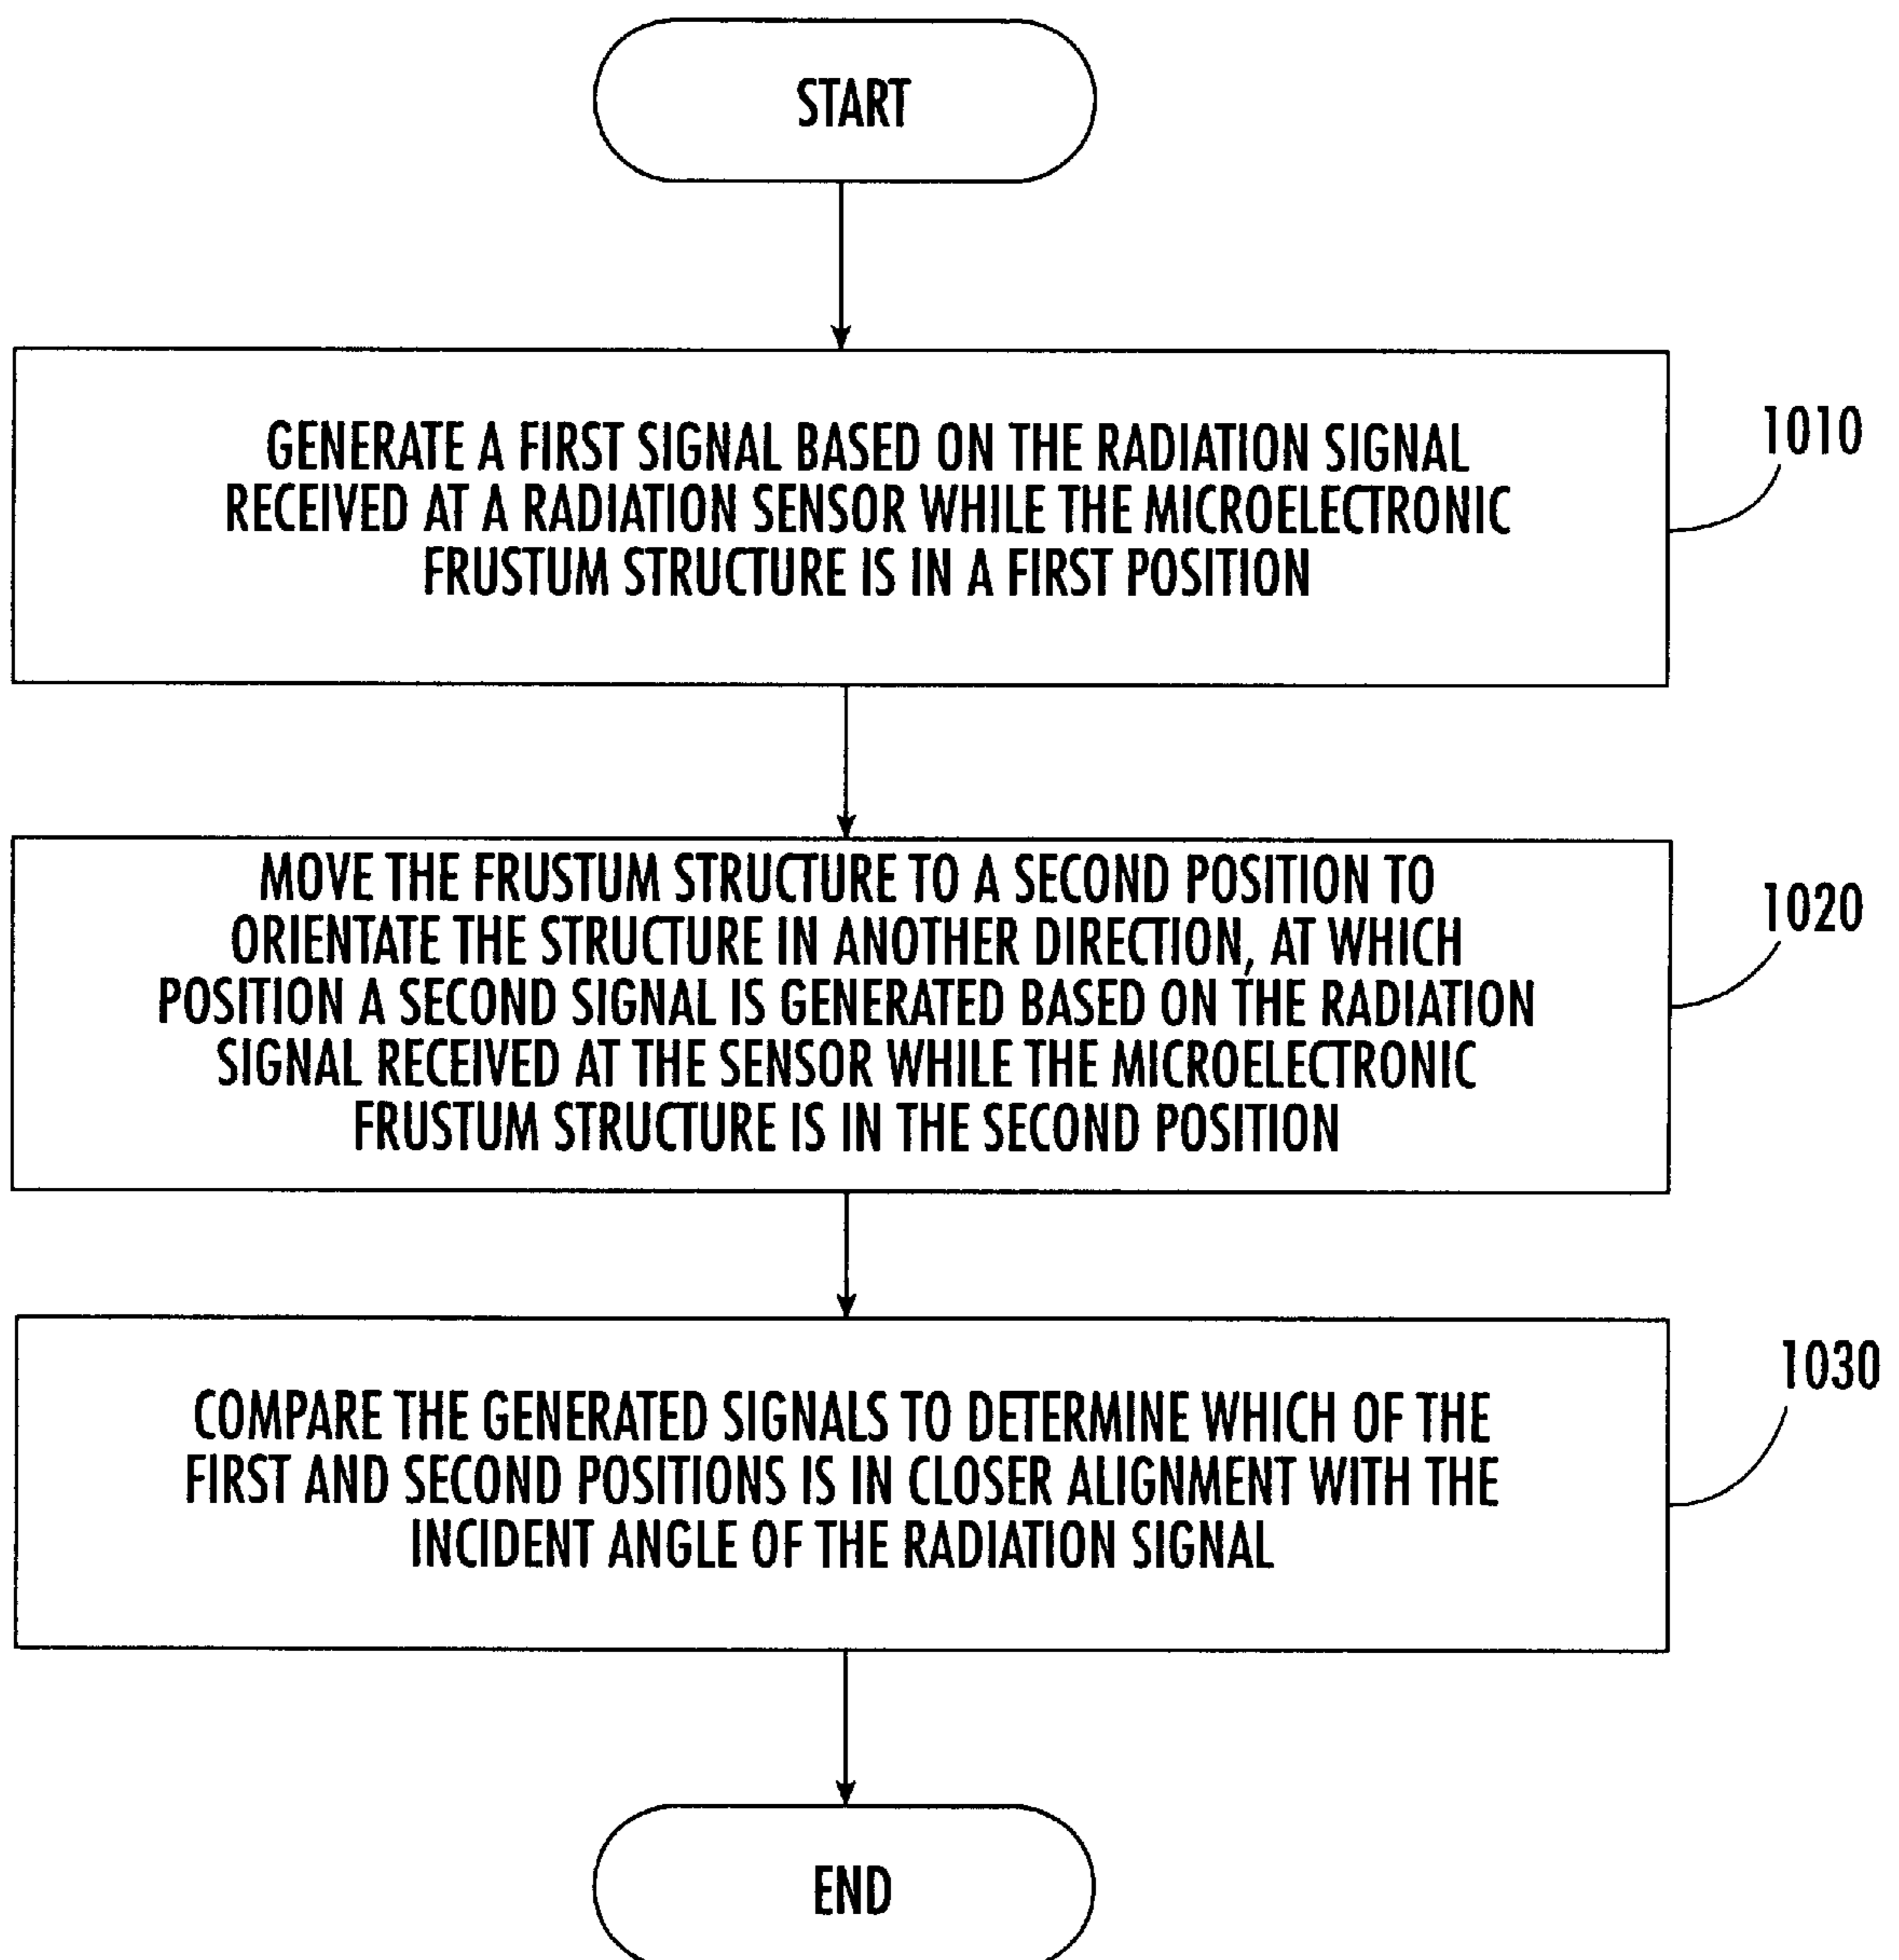 START
GENERATE A FIRST SIGNAL BASED ON THE RADIATION SIGNAL
RECEIVED AT A RADIATION SENSOR WHILE THE MICROELECTRONIC
FRUSTUM STRUCTURE IS IN A FIRST POSITION
1010
MOVE THE FRUSTUM STRUCTURE TO A SECOND POSITION TO
ORIENTATE THE STRUCTURE IN ANOTHER DIRECTION, AT WHICH
POSITION A SECOND SIGNAL IS GENERATED BASED ON THE RADIATION
SIGNAL RECEIVED AT THE SENSOR WHILE THE MICROELECTRONIC
FRUSTUM STRUCTURE IS IN THE SECOND POSITION
1020
COMPARE THE GENERATED SIGNALS TO DETERMINE WHICH OF THE
FIRST AND SECOND POSITIONS IS IN CLOSER ALIGNMENT WITH THE
INCIDENT ANGLE OF THE RADIATION SIGNAL
1030
END